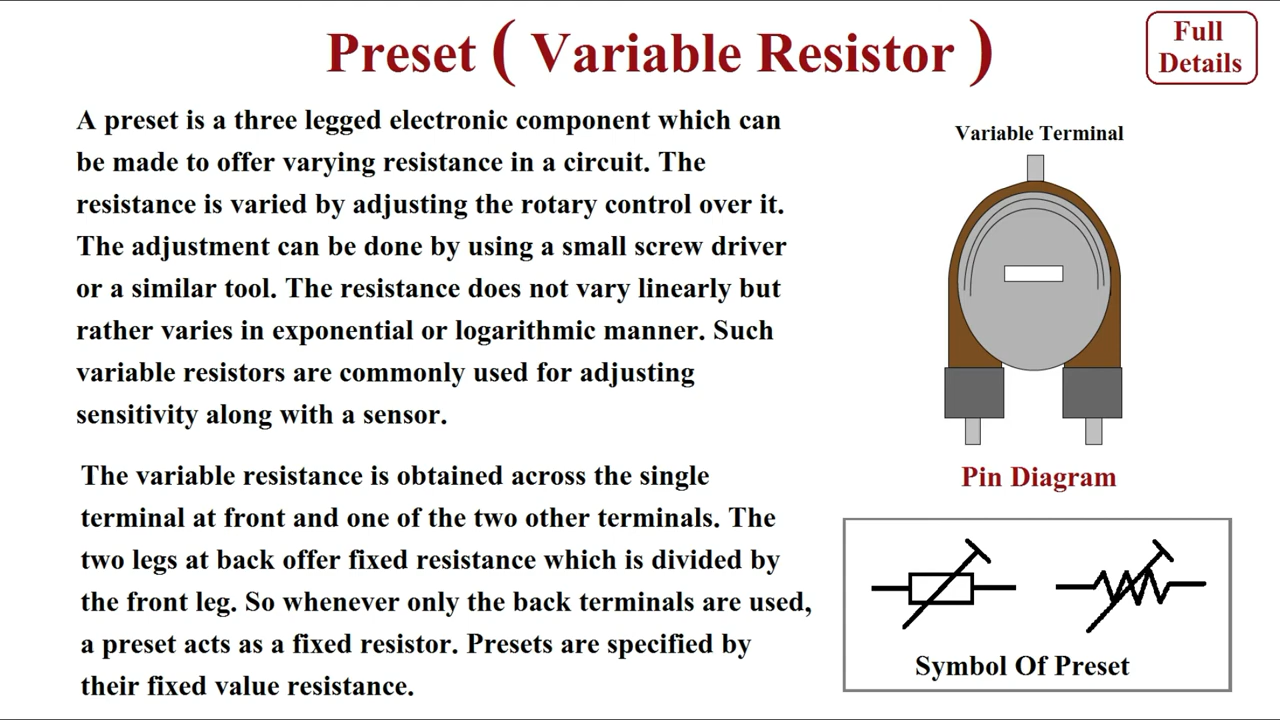 Preset ( Variable Resistor )
Full
Details
A preset is a three legged electronic component which can
be made to offer varying resistance in a circuit. The
resistance is varied by adjusting the rotary control over it.
The adjustment can be done by using a small screw driver
or a similar tool. The resistance does not vary linearly but
rather varies in exponential or logarithmic manner. Such
variable resistors are commonly used for adjusting
sensitivity along with a sensor.
The variable resistance is obtained across the single
terminal at front and one of the two other terminals. The
two legs at back offer fixed resistance which is divided by
the front leg. So whenever only the back terminals are used,
a preset acts as a fixed resistor. Presets are specified by
their fixed value resistance.
Variable Terminal
Pin Diagram
Symbol Of Preset